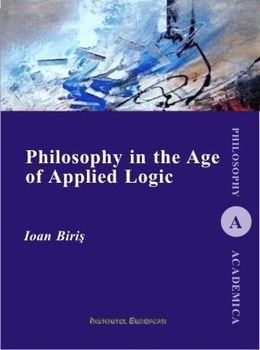 Philosophy in the Age
of Applied Logic
Ioan Biriş
PHILOSOPHY
A
ACADEMICA
INSTITUTUL EUROPEAN